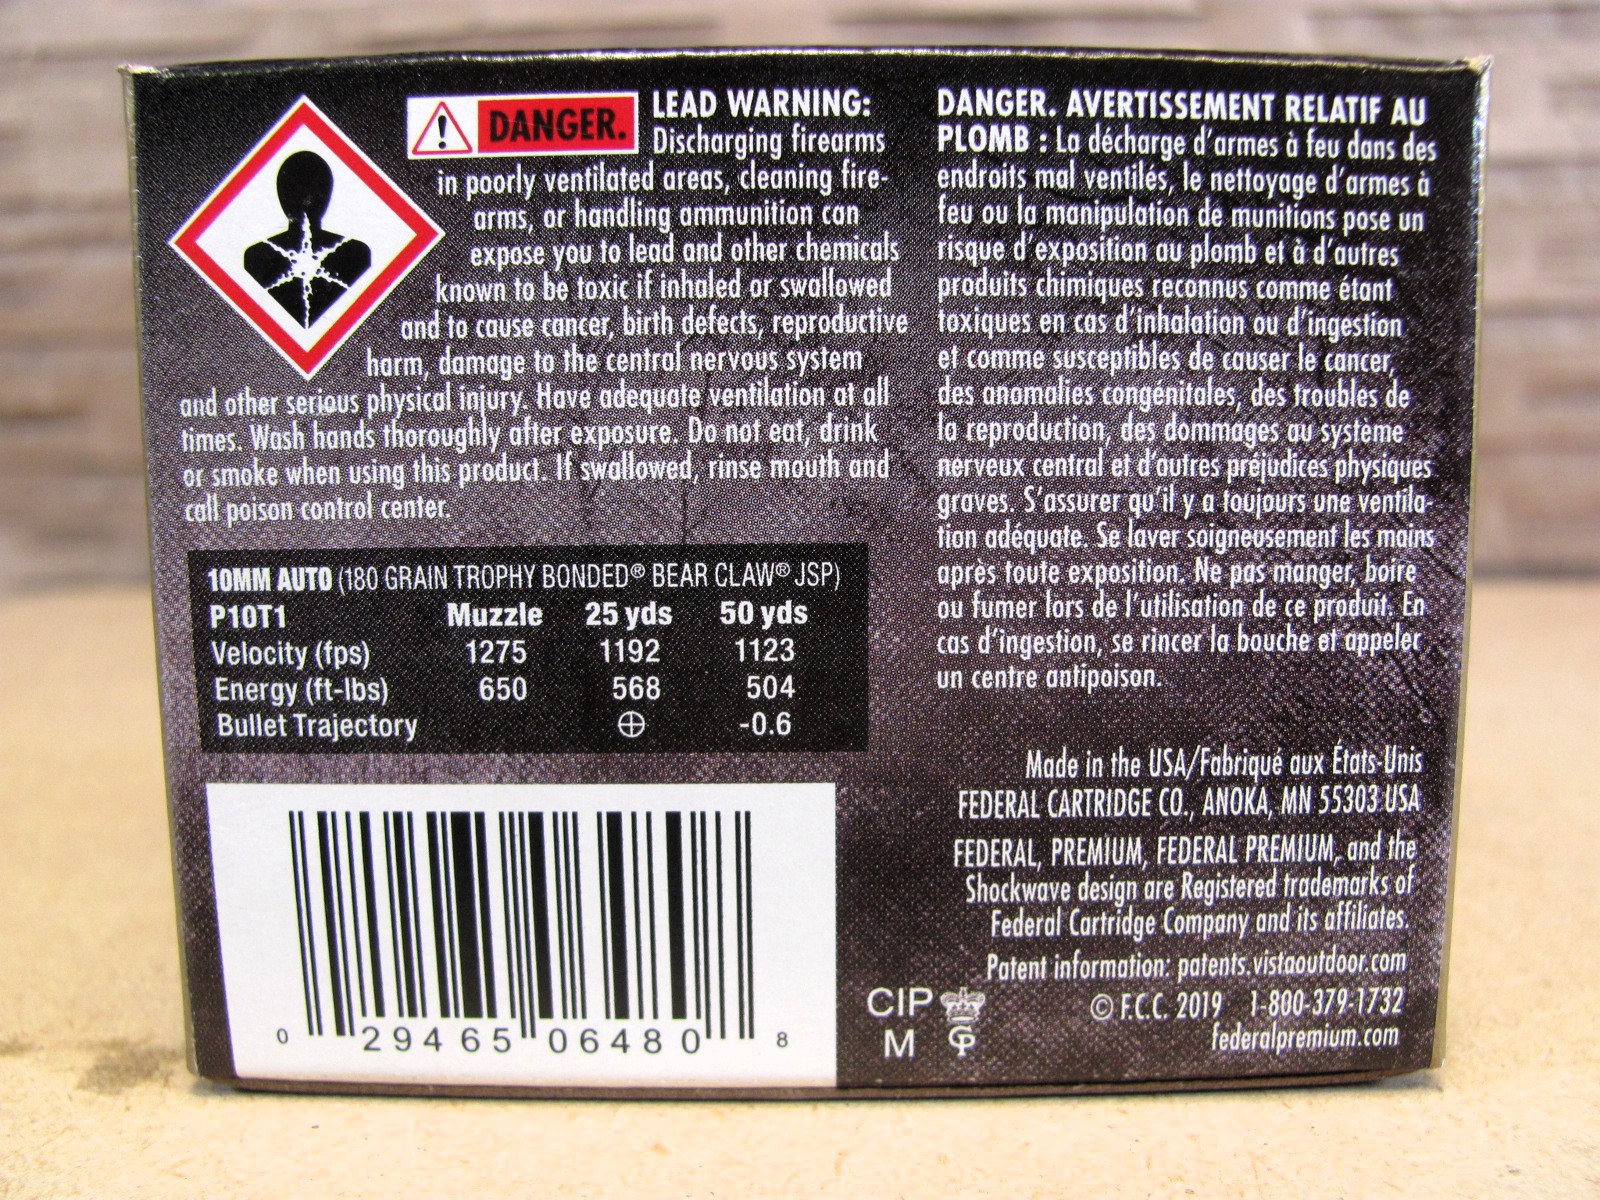 DANGER.
LEAD WARNING:
Discharging firearms
in poorly ventilated areas, cleaning fire-
arms, or handling ammunition can
expose you to lead and other chemicals
known to be toxic if inhaled or swallowed
and to cause cancer, birth defects, reproductive
harm, damage to the central nervous system
and other serious physical injury. Have adequate ventilation at all
times. Wash hands thoroughly after exposure. Do not eat, drink
or smoke when using this product. If swallowed, rinse mouth and
call poison control center.
10MM AUTO (180 GRAIN TROPHY BONDED® BEAR CLAW® JSP)
P10T1 Muzzle 25 yds 50 yds
Velocity (fps) 1275 1192 1123
Energy (ft-lbs) 650 568 504
Bullet Trajectory ⊕ -0.6
0 29465 06480 8
DANGER. AVERTISSEMENT RELATIF AU
PLOMB : La décharge d'armes à feu dans des
endroits mal ventilés, le nettoyage d'armes à
feu ou la manipulation de munitions pose un
risque d'exposition au plomb et à d'autres
produits chimiques reconnus comme étant
toxiques en cas d'inhalation ou d'ingestion
et comme susceptibles de causer le cancer,
des anomalies congénitales, des troubles de
la reproduction, des dommages au système
nerveux central et d'autres préjudices physiques
graves. S'assurer qu'il y a toujours une ventila-
tion adéquate. Se laver soigneusement les mains
après toute exposition. Ne pas manger, boire
ou fumer lors de l'utilisation de ce produit. En
cas d'ingestion, se rincer la bouche et appeler
un centre antipoison.
Made in the USA/Fabriqué aux États-Unis
FEDERAL CARTRIDGE CO., ANOKA, MN 55303 USA
FEDERAL, PREMIUM, FEDERAL PREMIUM, and the
Shockwave design are Registered trademarks of
Federal Cartridge Company and its affiliates.
Patent information: patents.vistaoutdoor.com
© F.C.C. 2019 1-800-379-1732
federalpremium.com
CIP
M